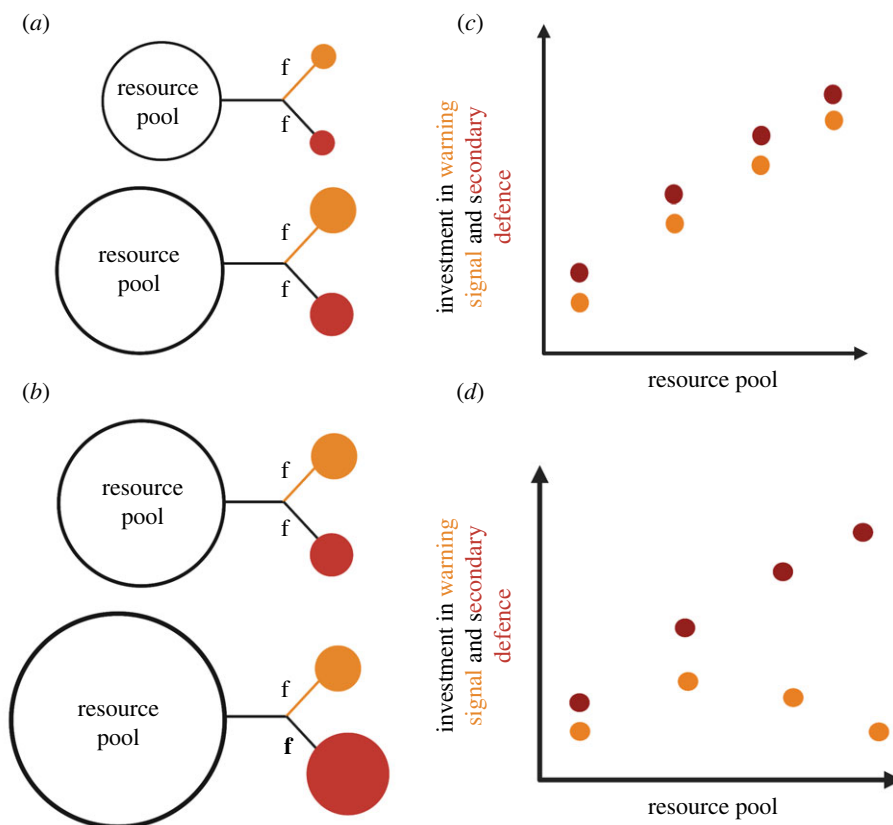 (a)
f
resource
pool
f
f
resource
pool
f
(b)
f
resource
pool
f
f
resource
pool
f
(c)
investment in warning
signal and secondary
defence
resource pool
(d)
investment in warning
signal and secondary
defence
resource pool